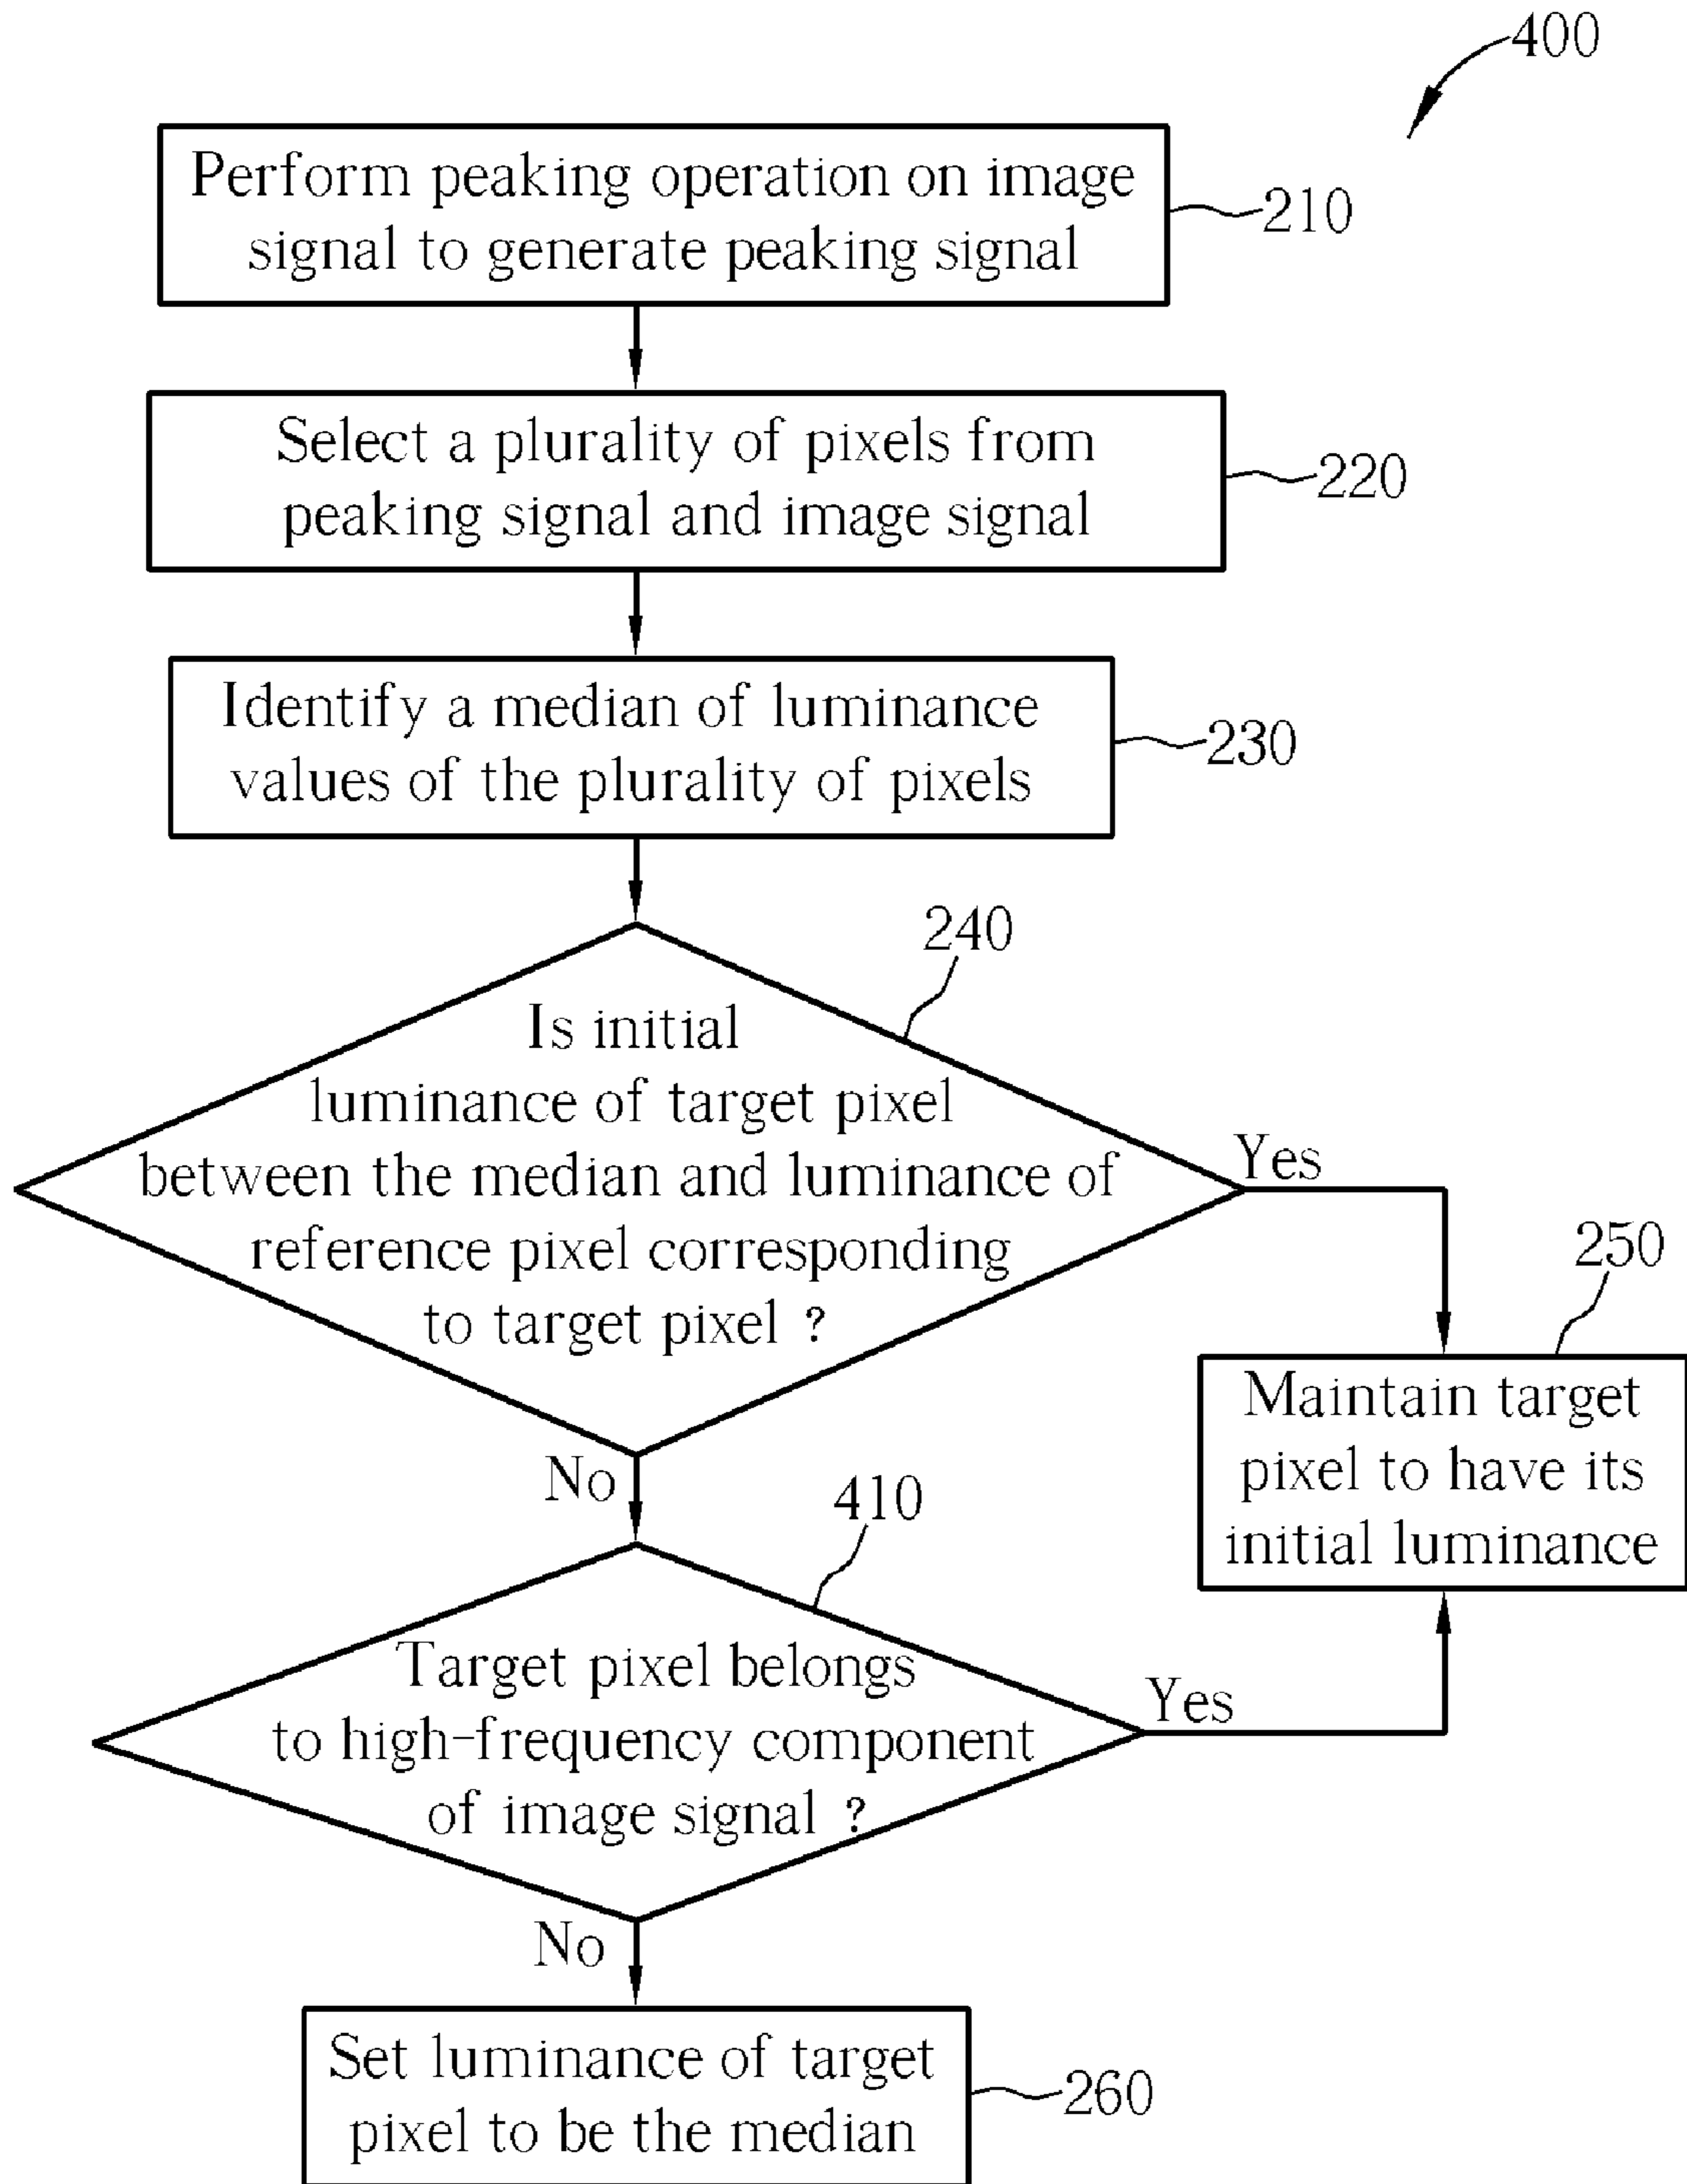 400
Perform peaking operation on image
signal to generate peaking signal
210
Select a plurality of pixels from
peaking signal and image signal
220
Identify a median of luminance
values of the plurality of pixels
230
240
Is initial
luminance of target pixel
between the median and luminance of
reference pixel corresponding
to target pixel ?
Yes
250
Maintain target
pixel to have its
initial luminance
No
410
Target pixel belongs
to high-frequency component
of image signal ?
Yes
No
Set luminance of target
pixel to be the median
260